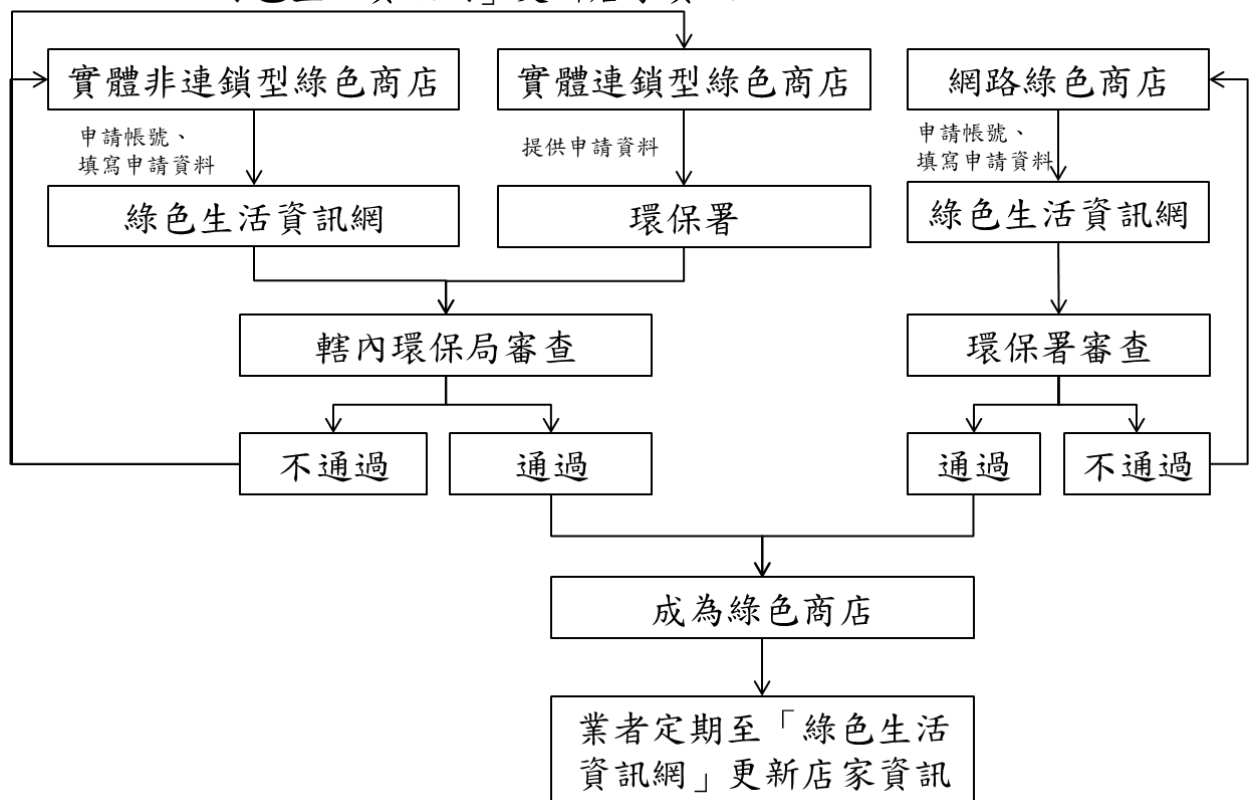 實體非連鎖型綠色商店
實體連鎖型綠色商店
網路綠色商店
申請帳號、
填寫申請資料
提供申請資料
申請帳號、
填寫申請資料
綠色生活資訊網
環保署
綠色生活資訊網
轄內環保局審查
環保署審查
不通過
通過
通過
不通過
成為綠色商店
業者定期至「綠色生活
資訊網」更新店家資訊